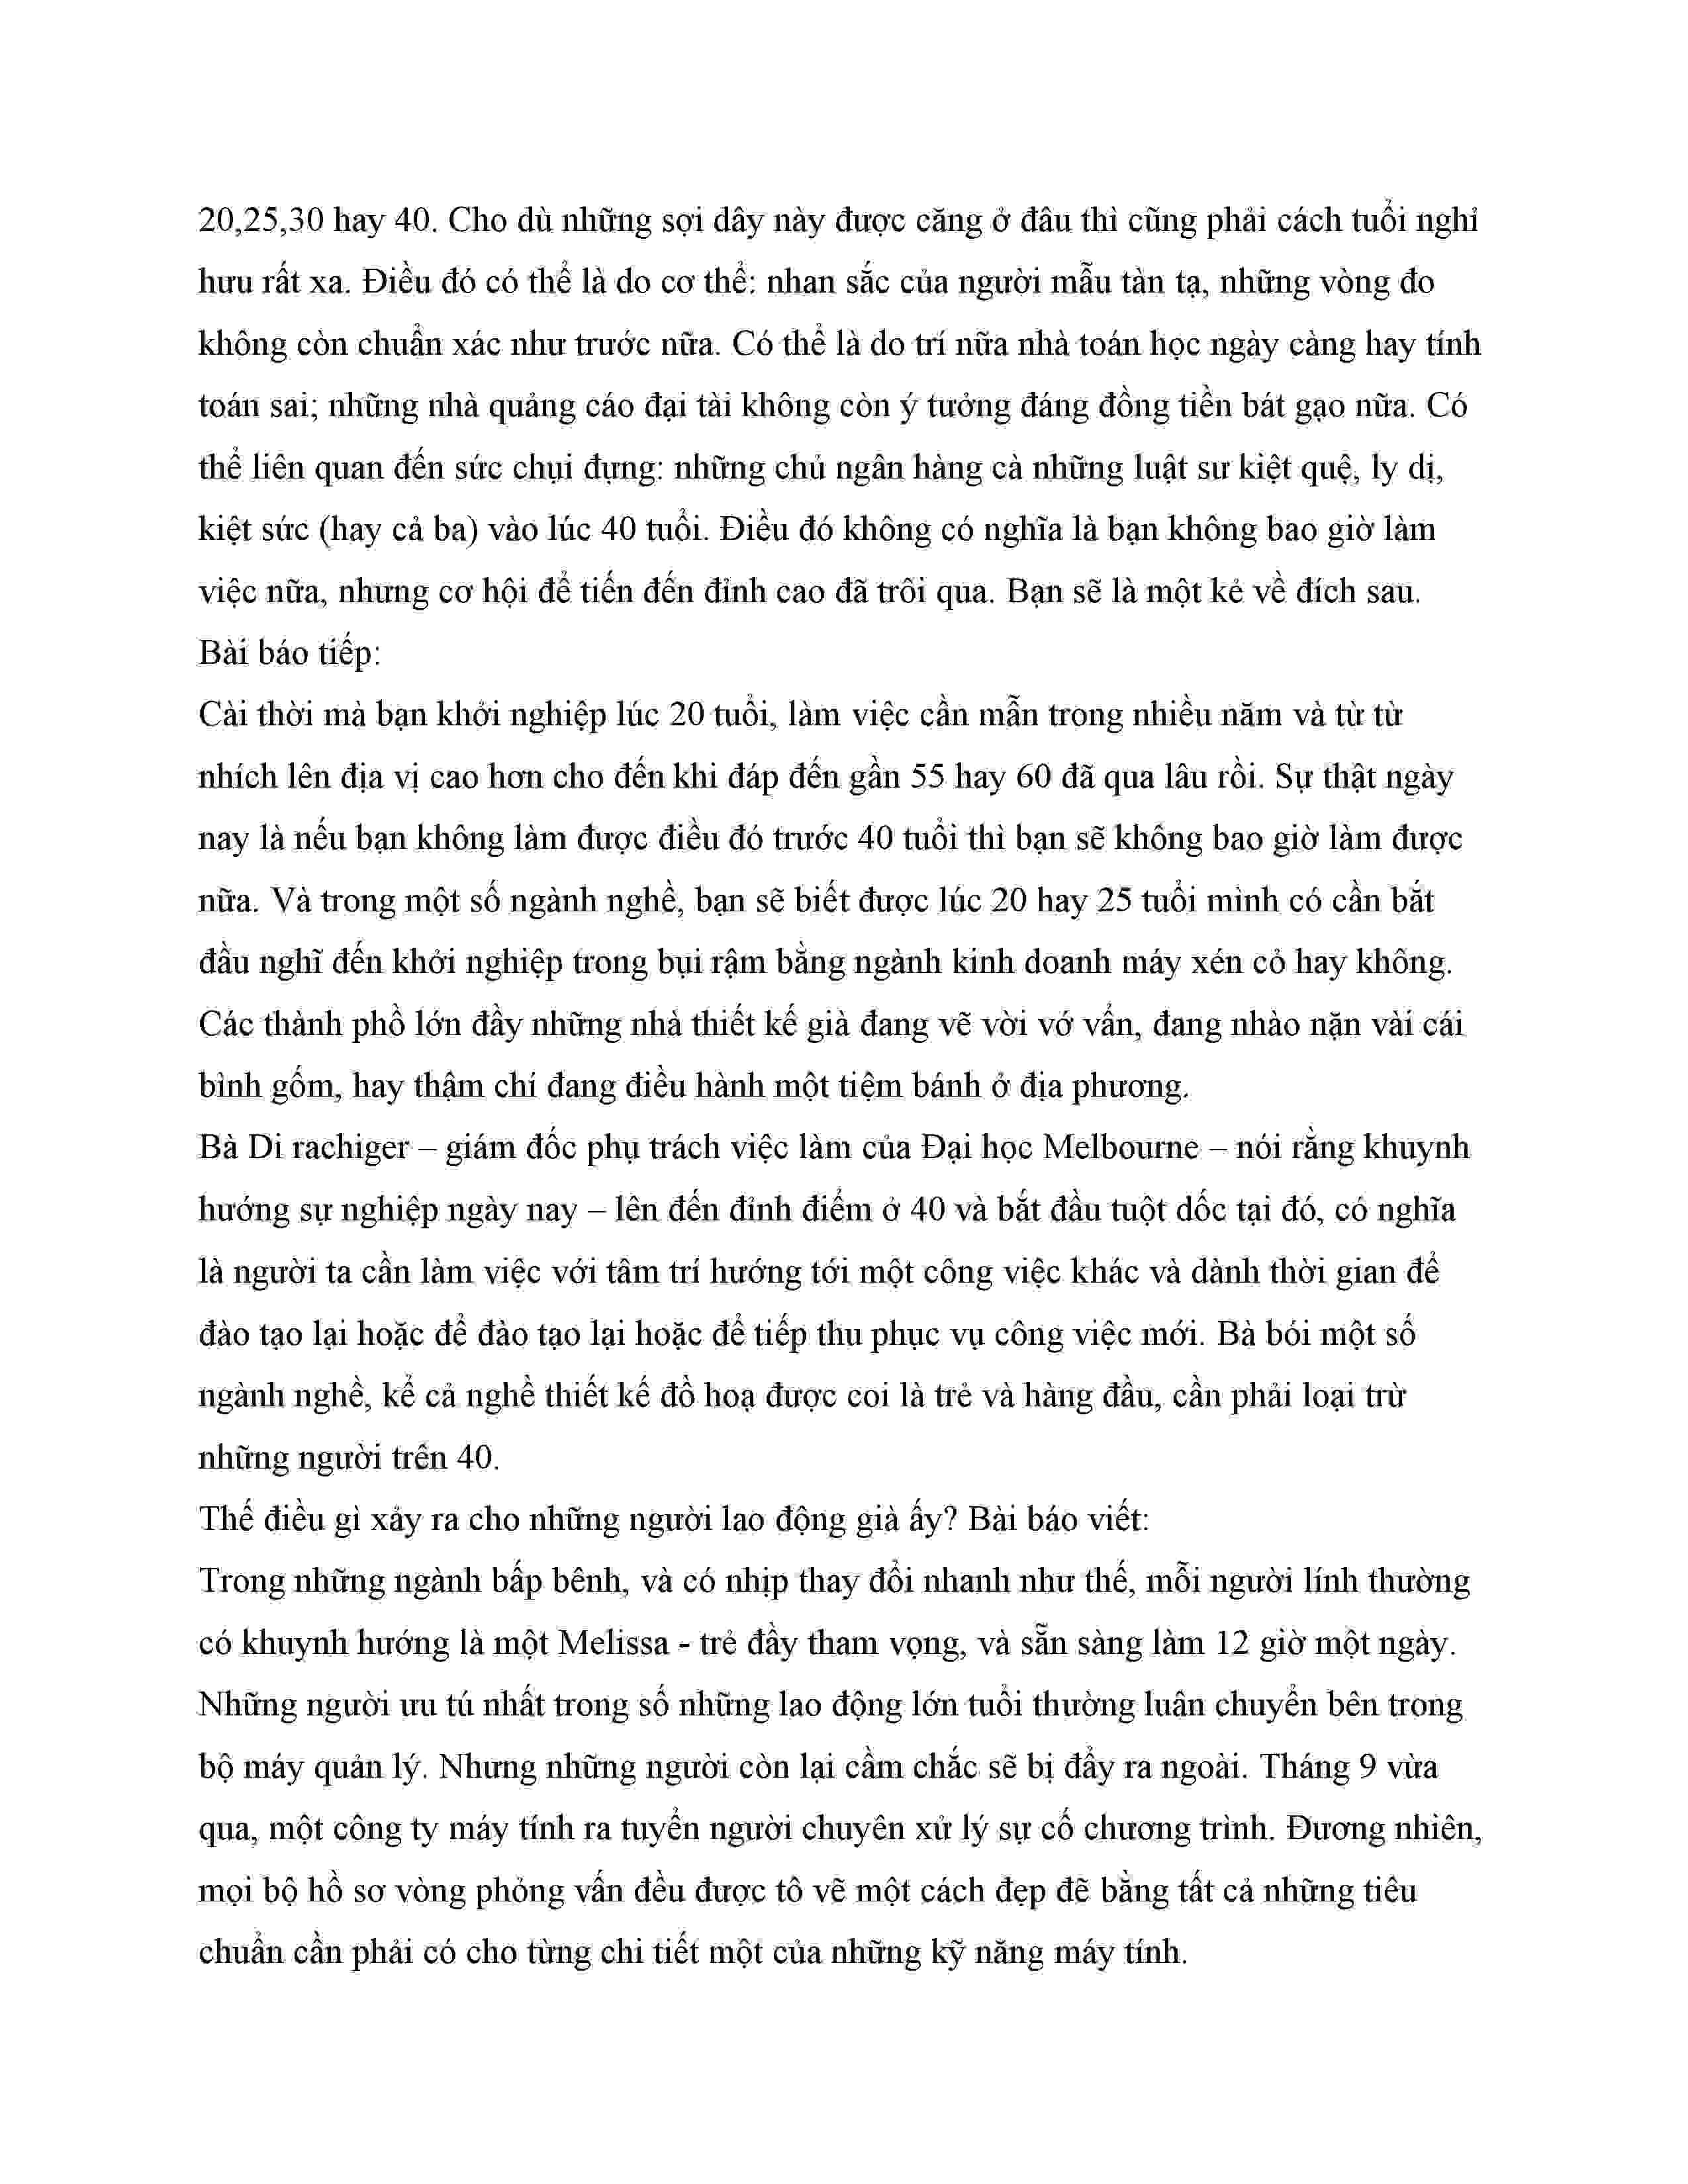 20,25,30 hay 40. Cho dù những sợi dây này được căng ở đâu thì cũng phải cách tuổi nghỉ
hưu rất xa. Điều đó có thể là do cơ thể: nhan sắc của người mẫu tàn tạ, những vòng đo
không còn chuẩn xác như trước nữa. Có thể là do trí nữa nhà toán học ngày càng hay tính
toán sai; những nhà quảng cáo đại tài không còn ý tưởng đáng đồng tiền bát gạo nữa. Có
thể liên quan đến sức chụi đựng: những chủ ngân hàng cà những luật sư kiệt quệ, ly dị,
kiệt sức (hay cả ba) vào lúc 40 tuổi. Điều đó không có nghĩa là bạn không bao giờ làm
việc nữa, nhưng cơ hội để tiến đến đỉnh cao đã trôi qua. Bạn sẽ là một kẻ về đích sau.
Bài báo tiếp:
Cài thời mà bạn khởi nghiệp lúc 20 tuổi, làm việc cần mẫn trong nhiều năm và từ từ
nhích lên địa vị cao hơn cho đến khi đáp đến gần 55 hay 60 đã qua lâu rồi. Sự thật ngày
nay là nếu bạn không làm được điều đó trước 40 tuổi thì bạn sẽ không bao giờ làm được
nữa. Và trong một số ngành nghề, bạn sẽ biết được lúc 20 hay 25 tuổi mình có cần bắt
đầu nghĩ đến khởi nghiệp trong bụi rậm bằng ngành kinh doanh máy xén cỏ hay không.
Các thành phồ lớn đầy những nhà thiết kế già đang vẽ vời vớ vẩn, đang nhào nặn vài cái
bình gốm, hay thậm chí đang điều hành một tiệm bánh ở địa phương.
Bà Di rachiger – giám đốc phụ trách việc làm của Đại học Melbourne – nói rằng khuynh
hướng sự nghiệp ngày nay – lên đến đỉnh điểm ở 40 và bắt đầu tuột dốc tại đó, có nghĩa
là người ta cần làm việc với tâm trí hướng tới một công việc khác và dành thời gian để
đào tạo lại hoặc để đào tạo lại hoặc để tiếp thu phục vụ công việc mới. Bà bói một số
ngành nghề, kể cả nghề thiết kế đồ hoạ được coi là trẻ và hàng đầu, cần phải loại trừ
những người trên 40.
Thế điều gì xảy ra cho những người lao động già ấy? Bài báo viết:
Trong những ngành bấp bênh, và có nhịp thay đổi nhanh như thế, mỗi người lính thường
có khuynh hướng là một Melissa - trẻ đầy tham vọng, và sẵn sàng làm 12 giờ một ngày.
Những người ưu tú nhất trong số những lao động lớn tuổi thường luân chuyển bên trong
bộ máy quản lý. Nhưng những người còn lại cầm chắc sẽ bị đẩy ra ngoài. Tháng 9 vừa
qua, một công ty máy tính ra tuyển người chuyên xử lý sự cố chương trình. Đương nhiên,
mọi bộ hồ sơ vòng phỏng vấn đều được tô vẽ một cách đẹp đẽ bằng tất cả những tiêu
chuẩn cần phải có cho từng chi tiết một của những kỹ năng máy tính.